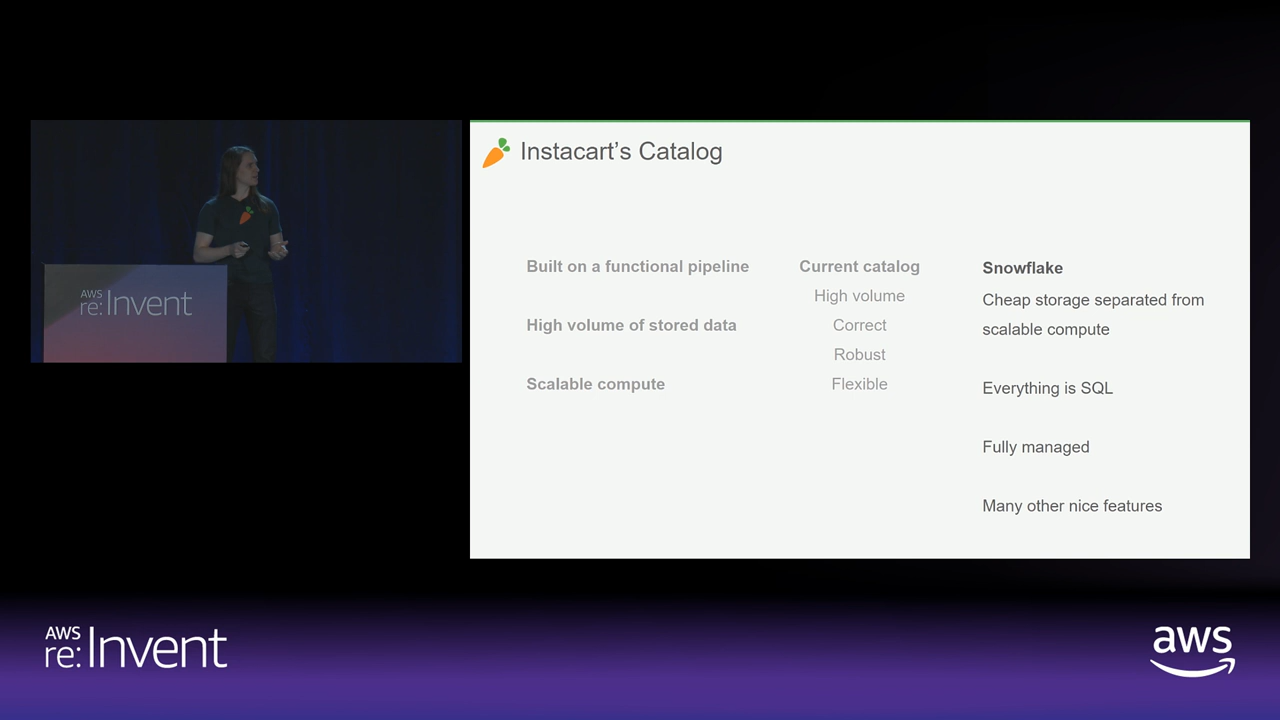 Instacart's Catalog
Built on a functional pipeline
High volume of stored data
Scalable compute
Current catalog
High volume
Correct
Robust
Flexible
Snowflake
Cheap storage separated from
scalable compute
Everything is SQL
Fully managed
Many other nice features
AWS
re:Invent
AWS
re:Invent
aws